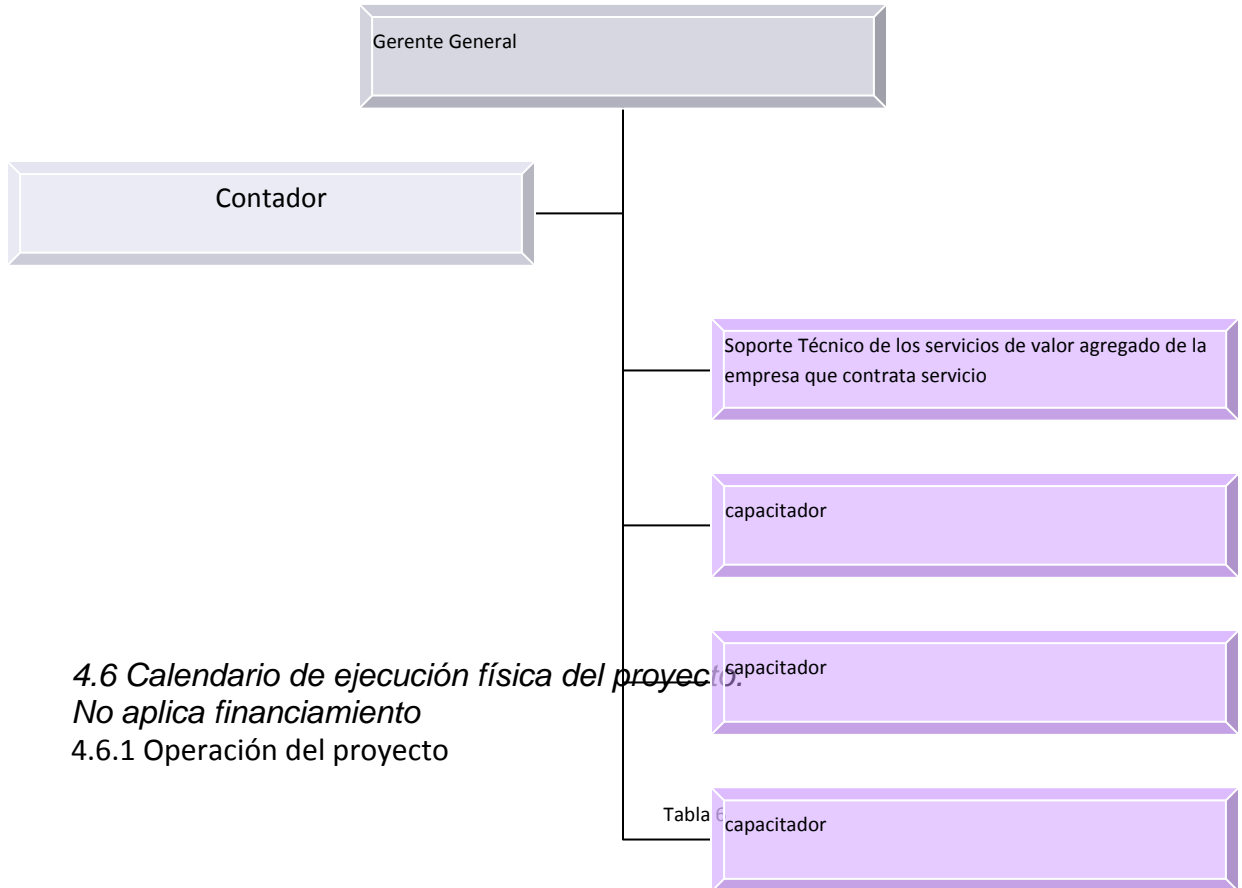 Gerente General
Contador
Soporte Técnico de los servicios de valor agregado de la
empresa que contrata servicio
capacitador
capacitador
4.6 Calendario de ejecución física del proyecto.
No aplica financiamiento
4.6.1 Operación del proyecto
Tabla 6
capacitador